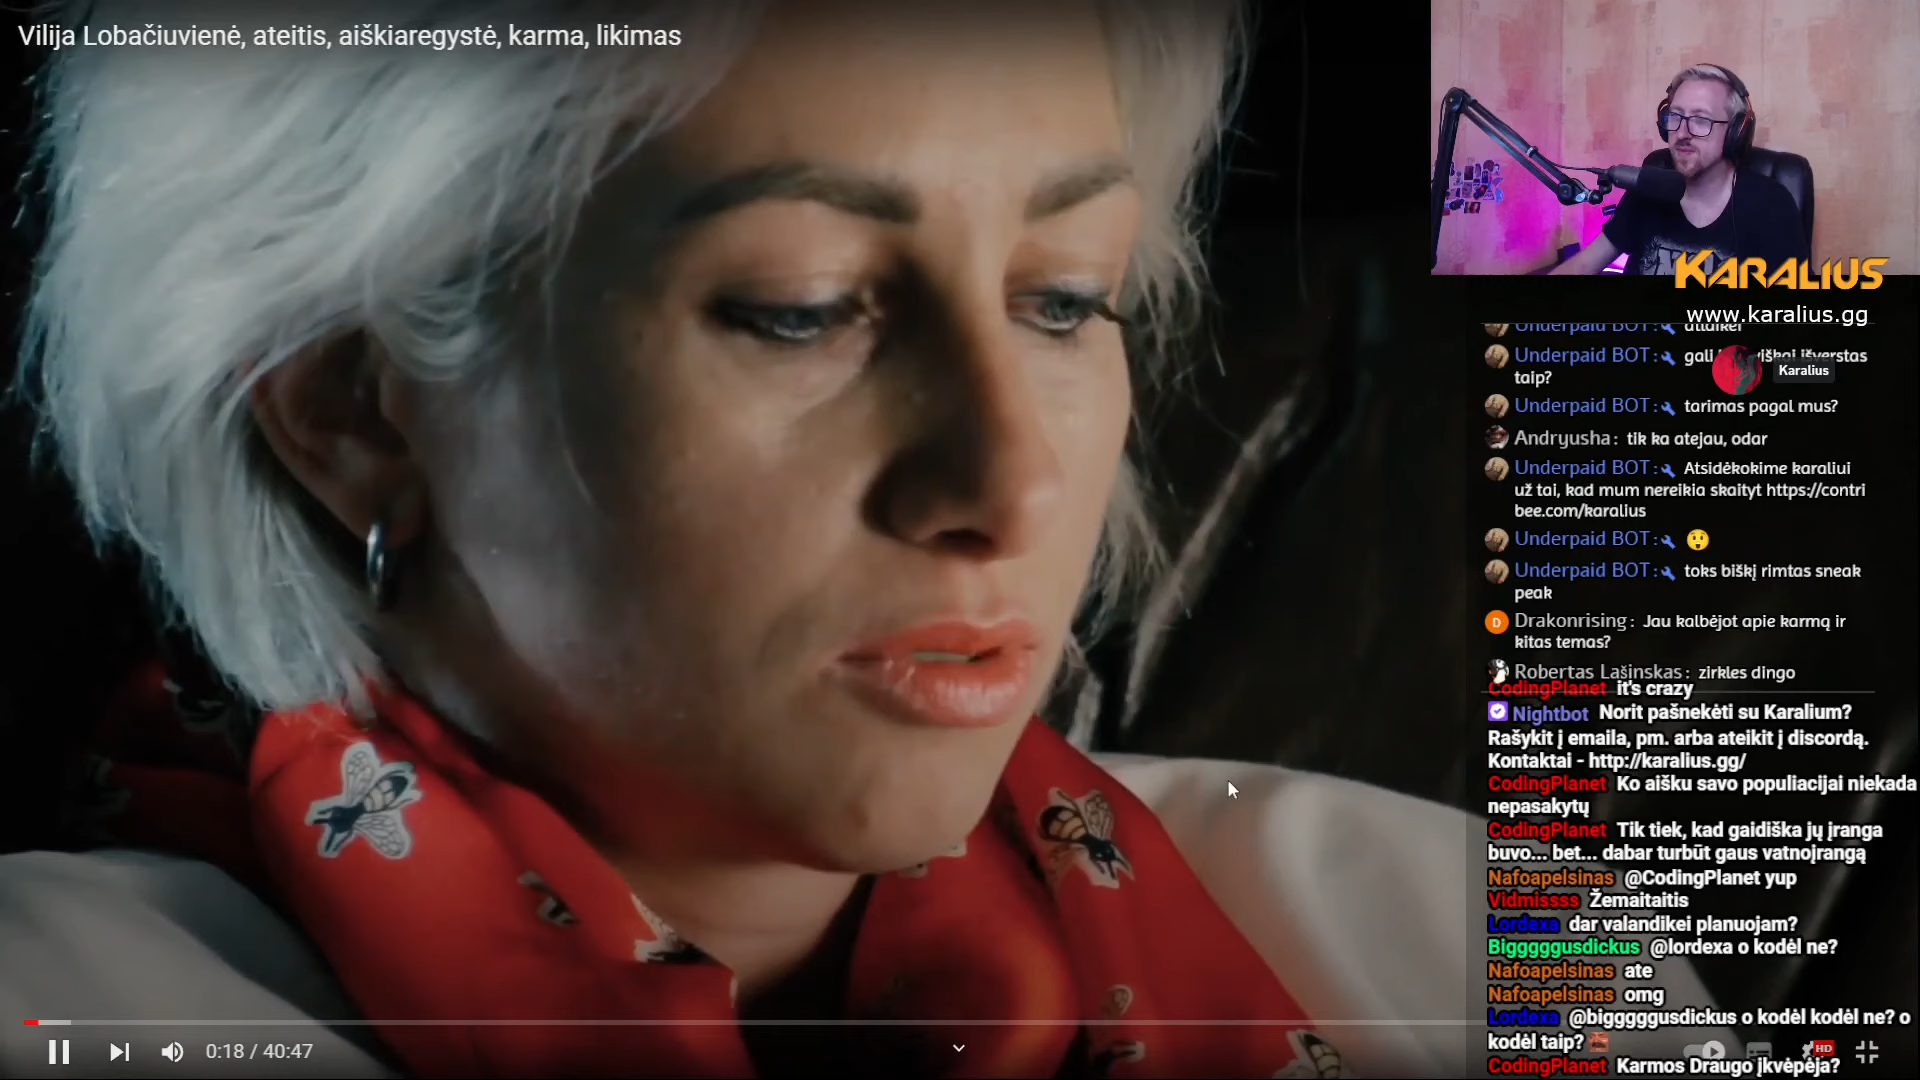 Vilija Lobačiuvienė, ateitis, aiškiaregystė, karma, likimas
KARALIUS
www.karalius.gg
Underpaid BOT:
Underpaid BOT: gali išverstas
taip?
Karalius
Underpaid BOT: tarimas pagal mus?
Andryusha: tik ka atejau, odar
Underpaid BOT: Atsidėkokime karaliui
už tai, kad mum nereikia skaityt https://contri
bee.com/karalius
Underpaid BOT: 😲
Underpaid BOT: toks biškį rimtas sneak
peak
D Drakonrising: Jau kalbėjot apie karmą ir
kitas temas?
Robertas Lašinskas: zirkles dingo
CodingPlanet it's crazy
Nightbot Norit pašnekėti su Karalium?
Rašykit į emaila, pm. arba ateikit į discordą.
Kontaktai - http://karalius.gg/
CodingPlanet Ko aišku savo populiacijai niekada
nepasakytų
CodingPlanet Tik tiek, kad gaidiška jų įranga
buvo... bet... dabar turbūt gaus vatnoįrangą
Nafoapelsinas @CodingPlanet yup
Vidmissss Žemaitaitis
Lordexa dar valandikei planuojam?
Bigggggusdickus @lordexa o kodėl ne?
Nafoapelsinas ate
Nafoapelsinas omg
Lordexa @bigggggusdickus o kodėl kodėl ne? o
kodėl taip?
CodingPlanet Karmos Draugo įkvėpėja?
0:18 / 40:47
HD